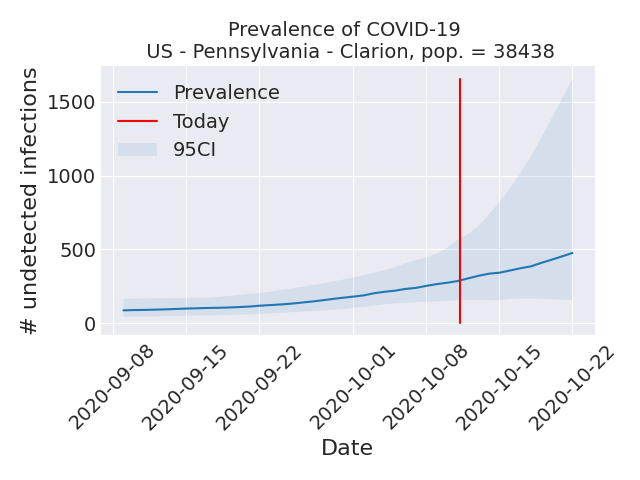 Prevalence of COVID-19
US - Pennsylvania - Clarion, pop. = 38438
# undetected infections
1500
1000
500
0
Prevalence
Today
95CI
2020-09-08
2020-09-15
2020-09-22
2020-10-01
2020-10-08
2020-10-15
2020-10-22
Date